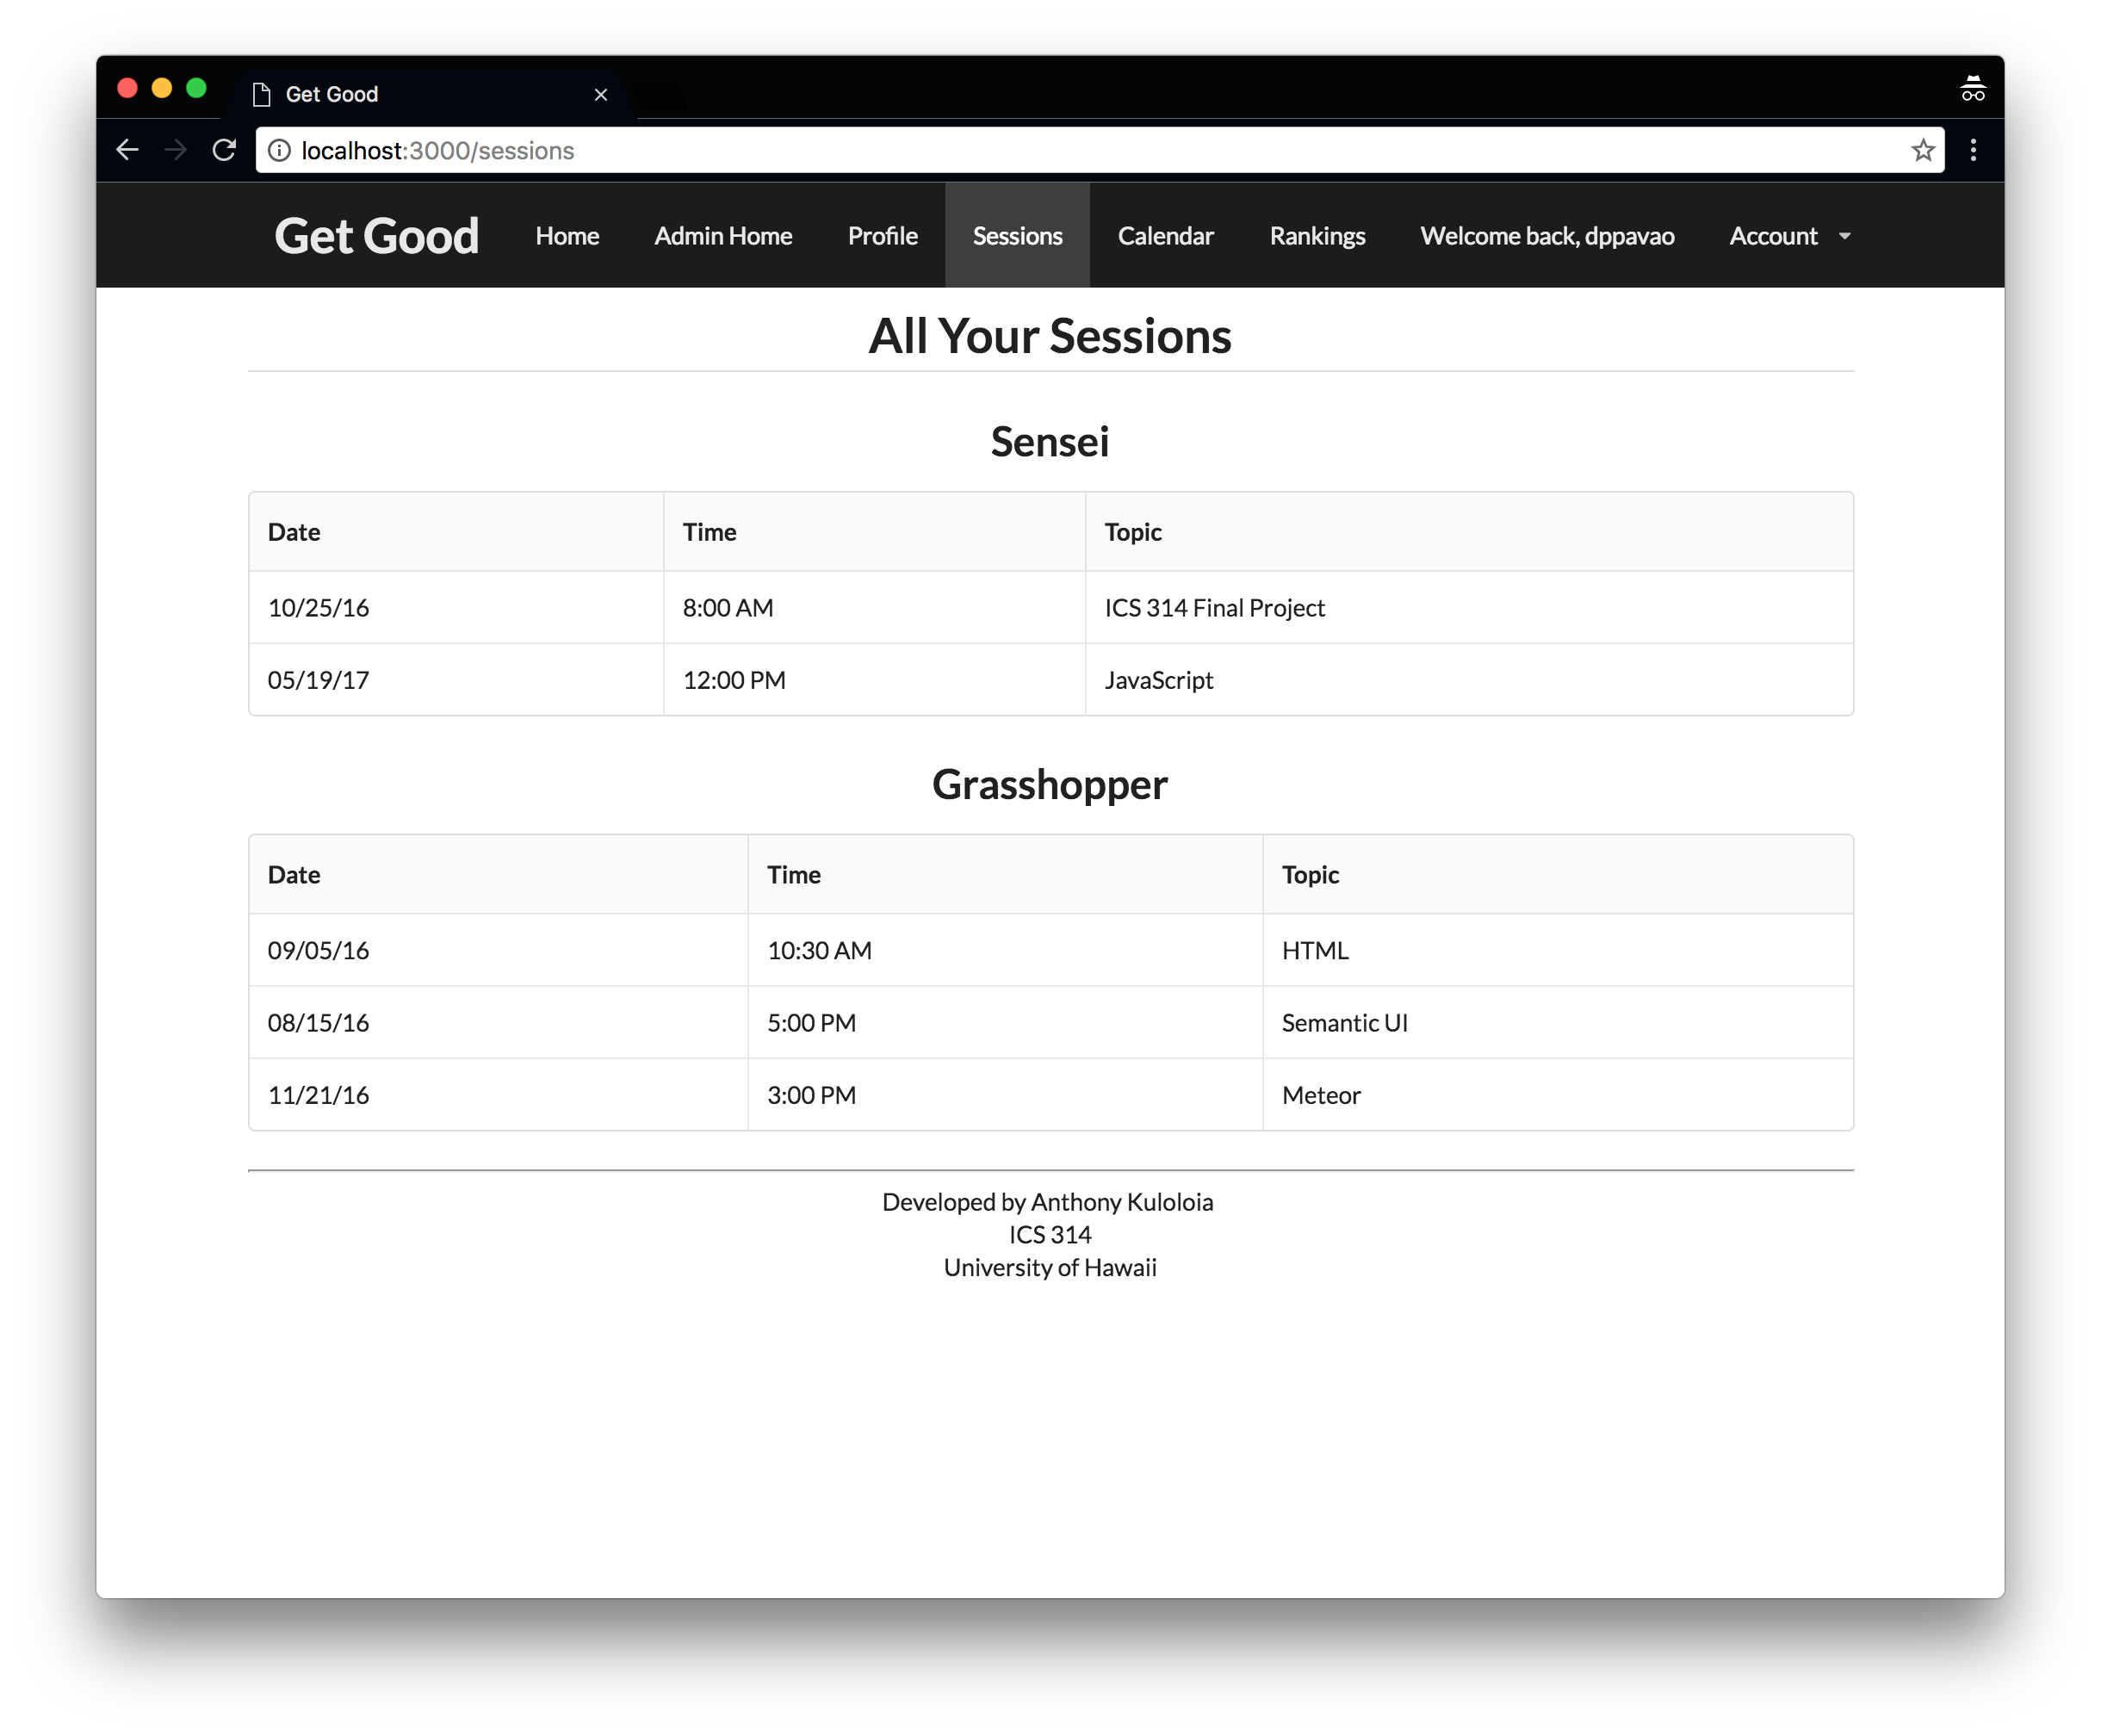 Get Good
localhost:3000/sessions
Get Good Home Admin Home Profile Sessions Calendar Rankings Welcome back, dppavao Account
All Your Sessions
Sensei
Date Time Topic
10/25/16 8:00 AM ICS 314 Final Project
05/19/17 12:00 PM JavaScript
Grasshopper
Date Time Topic
09/05/16 10:30 AM HTML
08/15/16 5:00 PM Semantic UI
11/21/16 3:00 PM Meteor
Developed by Anthony Kuloloia
ICS 314
University of Hawaii